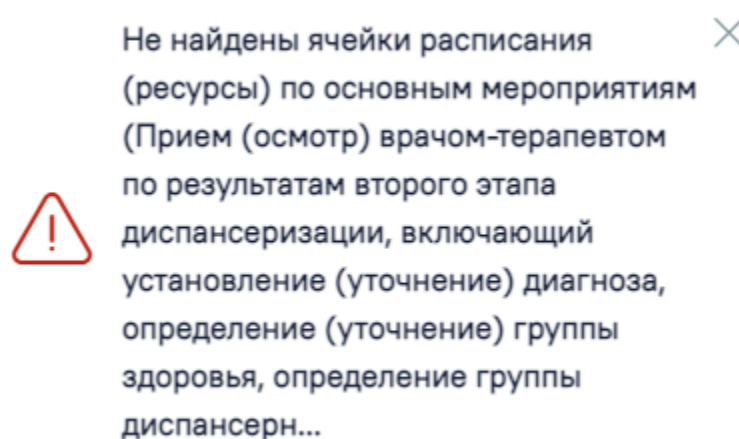 Не найдены ячейки расписания
(ресурсы) по основным мероприятиям
(Прием (осмотр) врачом-терапевтом
по результатам второго этапа
диспансеризации, включающий
установление (уточнение) диагноза,
определение (уточнение) группы
здоровья, определение группы
диспансерн...